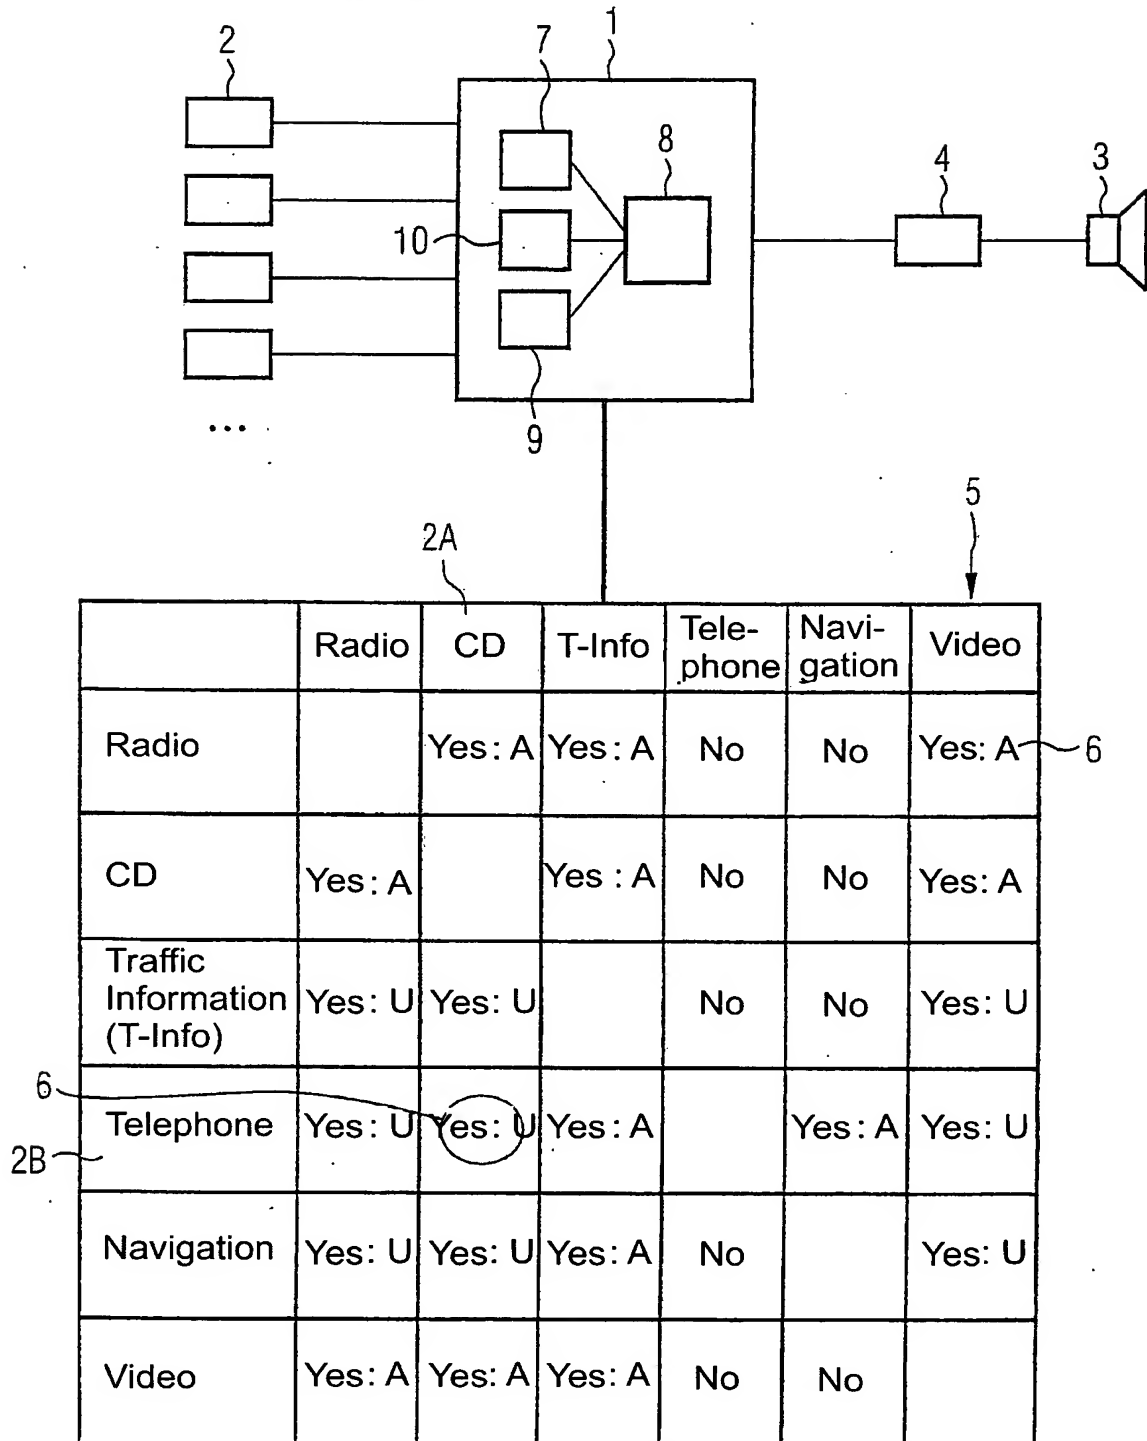 1
2
7
8
4
3
10
9
...
5
2A
Radio CD T-Info Tele-phone Navi-gation Video
Radio Yes: A Yes: A No No Yes: A 6
CD Yes: A Yes : A No No Yes: A
Traffic
Information
(T-Info) Yes: U Yes: U No No Yes: U
6
Telephone Yes: U Yes: U Yes: A Yes: A Yes: U
2B
Navigation Yes: U Yes: U Yes: A No Yes: U
Video Yes: A Yes: A Yes: A No No